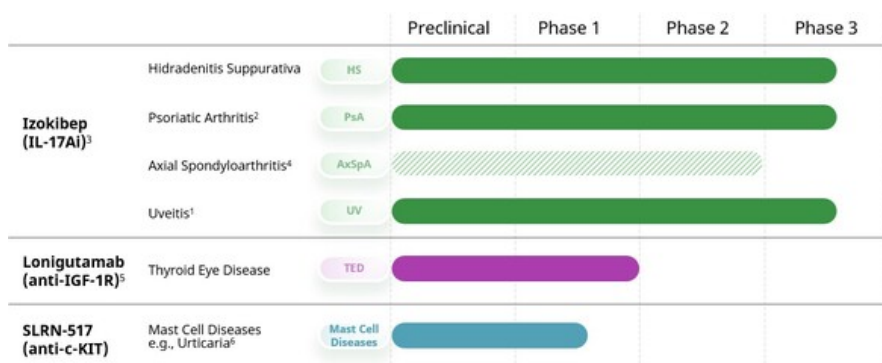 Preclinical Phase 1 Phase 2 Phase 3
Hidradenitis Suppurativa HS
Izokibep
(IL-17Ai)³
Psoriatic Arthritis² PsA
Axial Spondyloarthritis⁴ AxSpA
Uveitis¹ UV
Lonigutamab
(anti-IGF-1R)⁵
Thyroid Eye Disease TED
SLRN-517
(anti-c-KIT)
Mast Cell Diseases
e.g., Urticaria⁶
Mast Cell
Diseases